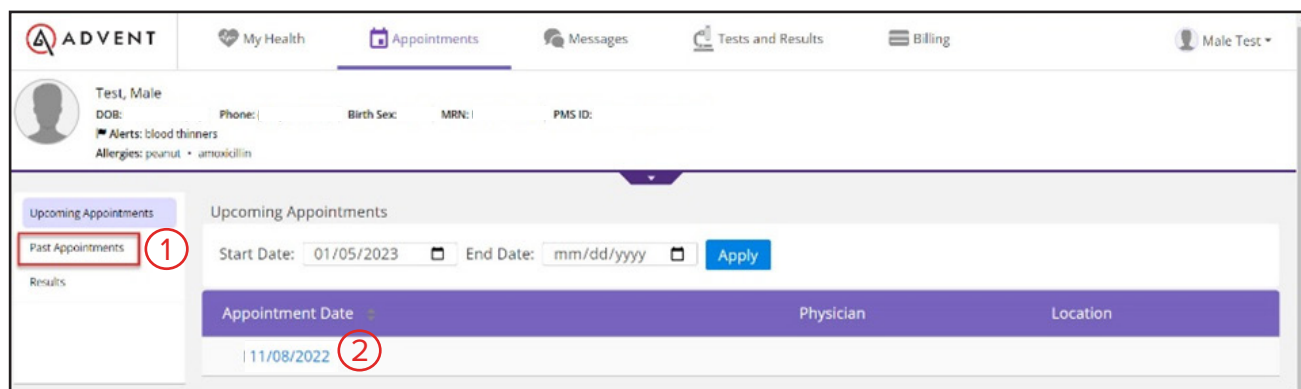 ADVENT
My Health
Appointments
Messages
Tests and Results
Billing
Male Test
Test, Male
DOB: Phone: Birth Sex: MRN: PMS ID:
Alerts: blood thinners
Allergies: peanut • amoxicillin
Upcoming Appointments
Past Appointments
1
Results
Upcoming Appointments
Start Date: 01/05/2023 End Date: mm/dd/yyyy Apply
Appointment Date Physician Location
11/08/2022 2